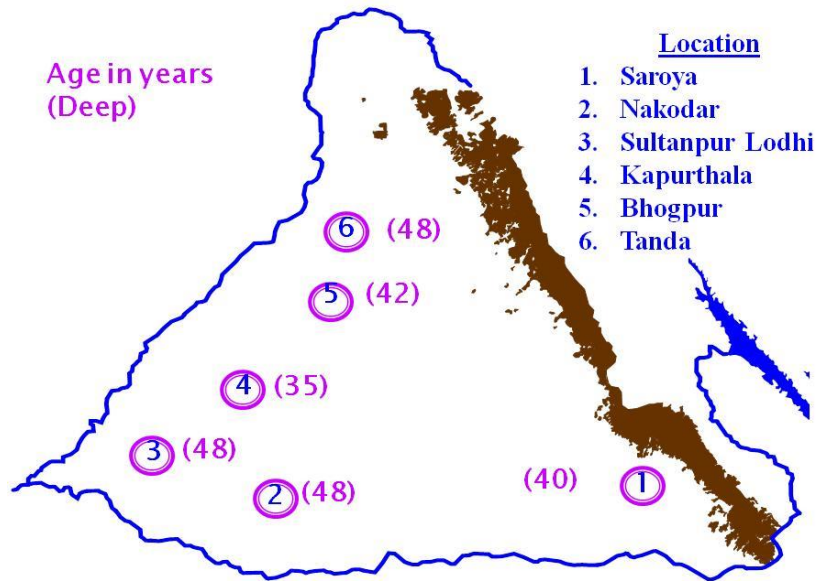 Age in years
(Deep)
Location
1. Saroya
2. Nakodar
3. Sultanpur Lodhi
4. Kapurthala
5. Bhogpur
6. Tanda
6 (48)
5 (42)
4 (35)
3 (48)
2 (48)
(40) 1